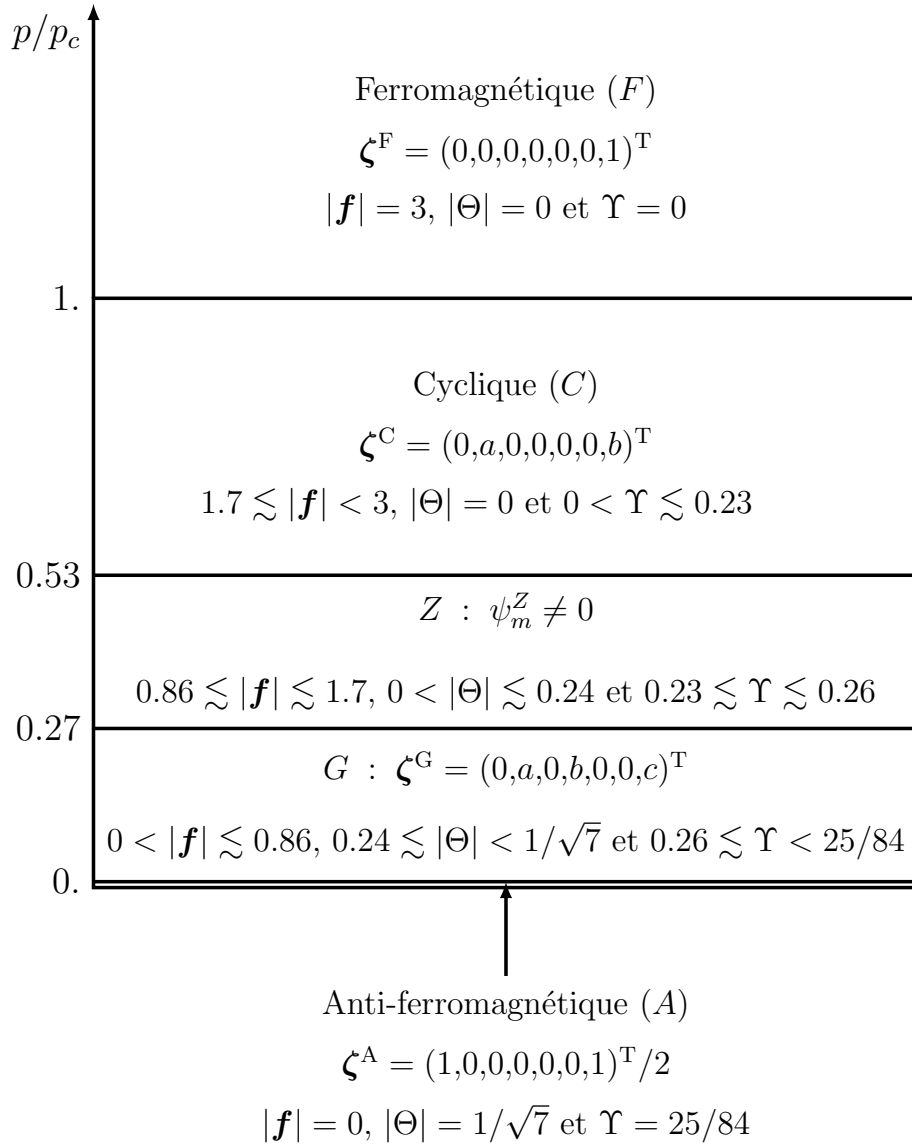 p/p_c
Ferromagnétique (F)
ζ^F = (0,0,0,0,0,0,1)^T
|f| = 3, |Θ| = 0 et Υ = 0
1.
Cyclique (C)
ζ^C = (0,a,0,0,0,0,b)^T
1.7 ≲ |f| < 3, |Θ| = 0 et 0 < Υ ≲ 0.23
0.53
Z : ψ_m^Z ≠ 0
0.86 ≲ |f| ≲ 1.7, 0 < |Θ| ≲ 0.24 et 0.23 ≲ Υ ≲ 0.26
0.27
G : ζ^G = (0,a,0,b,0,0,c)^T
0 < |f| ≲ 0.86, 0.24 ≲ |Θ| < 1/√7 et 0.26 ≲ Υ < 25/84
0.
Anti-ferromagnétique (A)
ζ^A = (1,0,0,0,0,0,1)^T/2
|f| = 0, |Θ| = 1/√7 et Υ = 25/84